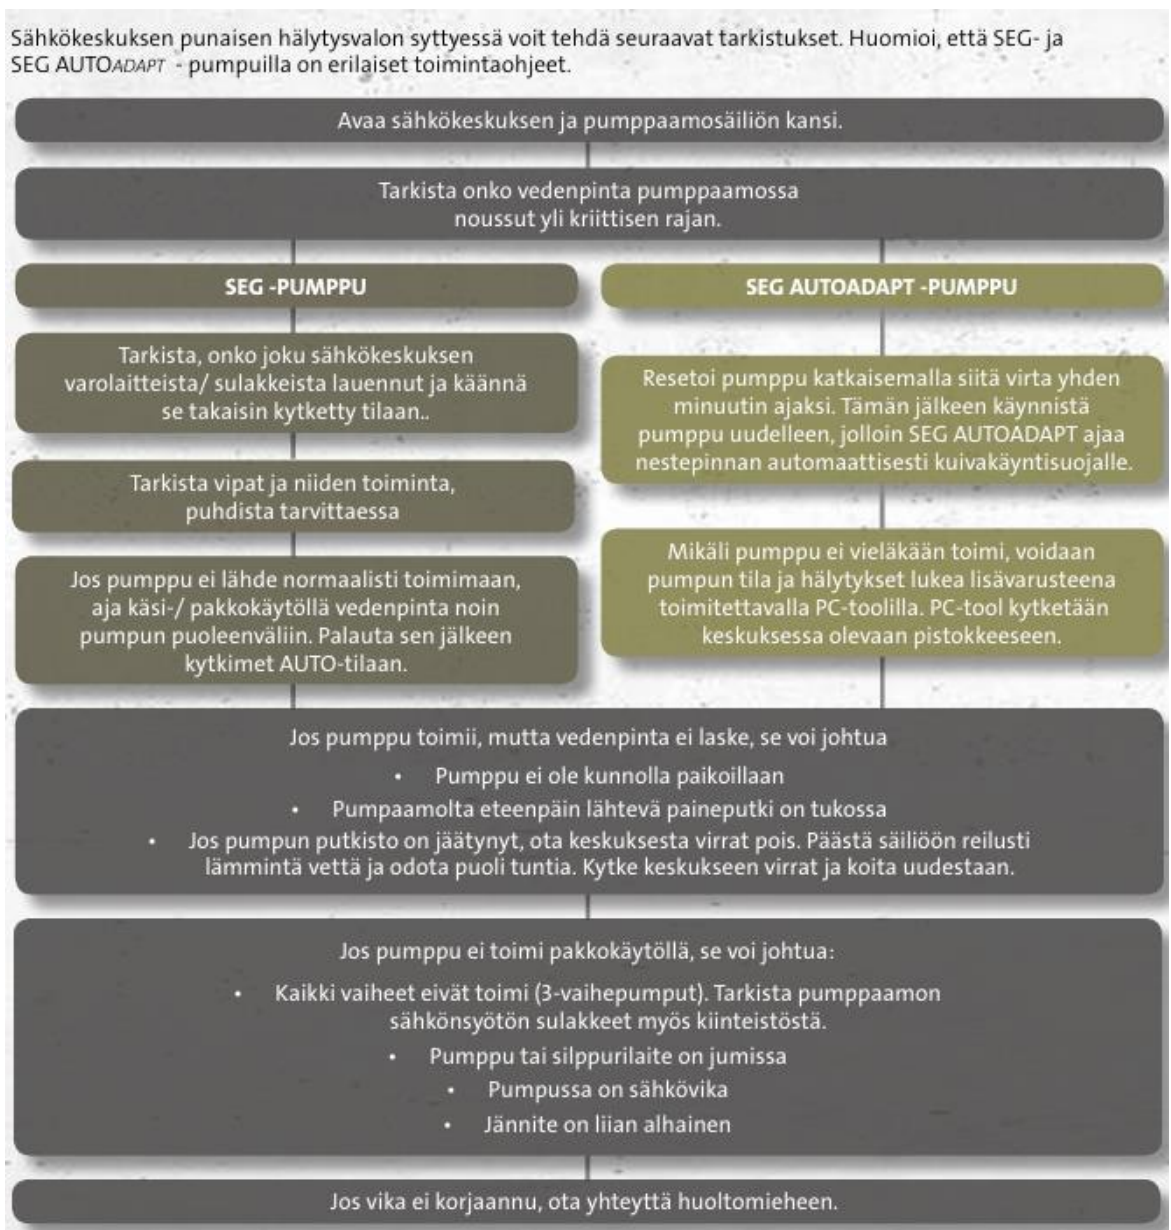 Sähkökeskuksen punaisen hälytysvalon syttyessä voit tehdä seuraavat tarkistukset. Huomioi, että SEG- ja
SEG AUTOADAPT - pumpuilla on erilaiset toimintaohjeet.
Avaa sähkökeskuksen ja pumppaamosäiliön kansi.
Tarkista onko vedenpinta pumppaamossa
noussut yli kriittisen rajan.
SEG -PUMPPU
Tarkista, onko joku sähkökeskuksen
varolaitteista/ sulakkeista lauennut ja käännä
se takaisin kytketty tilaan..
Tarkista vipat ja niiden toiminta,
puhdista tarvittaessa
Jos pumppu ei lähde normaalisti toimimaan,
aja käsi-/ pakkokäytöllä vedenpinta noin
pumpun puoleenväliin. Palauta sen jälkeen
kytkimet AUTO-tilaan.
SEG AUTOADAPT -PUMPPU
Resetoi pumppu katkaisemalla siitä virta yhden
minuutin ajaksi. Tämän jälkeen käynnistä
pumppu uudelleen, jolloin SEG AUTOADAPT ajaa
nestepinnan automaattisesti kuivakäyntisuojalle.
Mikäli pumppu ei vieläkään toimi, voidaan
pumpun tila ja hälytykset lukea lisävarusteena
toimitettavalla PC-toolilla. PC-tool kytketään
keskuksessa olevaan pistokkeeseen.
Jos pumppu toimii, mutta vedenpinta ei laske, se voi johtua
• Pumppu ei ole kunnolla paikoillaan
• Pumpaamolta eteenpäin lähtevä paineputki on tukossa
• Jos pumpun putkisto on jäätynyt, ota keskuksesta virrat pois. Päästä säiliöön reilusti
lämmintä vettä ja odota puoli tuntia. Kytke keskukseen virrat ja koita uudestaan.
Jos pumppu ei toimi pakkokäytöllä, se voi johtua:
• Kaikki vaiheet eivät toimi (3-vaihepumput). Tarkista pumppaamon
sähkönsyötön sulakkeet myös kiinteistöstä.
• Pumppu tai silppurilaite on jumissa
• Pumpussa on sähkövika
• Jännite on liian alhainen
Jos vika ei korjaannu, ota yhteyttä huoltomieheen.